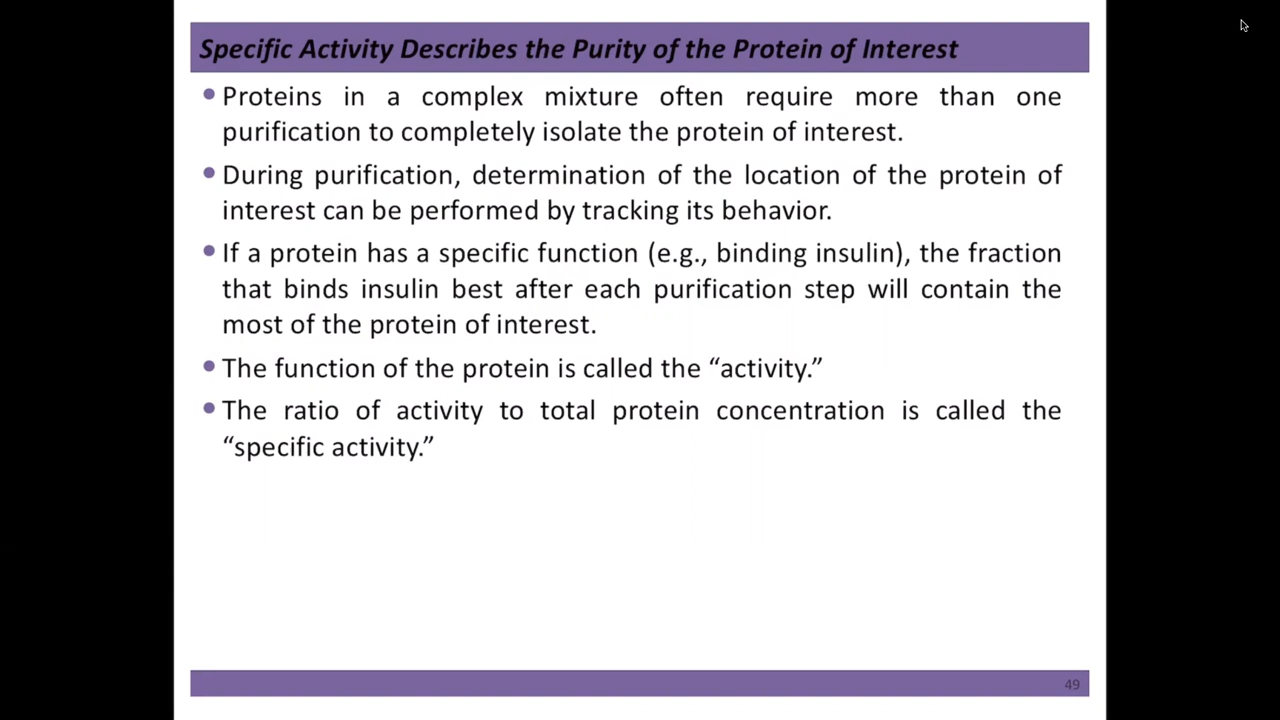 Specific Activity Describes the Purity of the Protein of Interest
• Proteins in a complex mixture often require more than one
purification to completely isolate the protein of interest.
• During purification, determination of the location of the protein of
interest can be performed by tracking its behavior.
• If a protein has a specific function (e.g., binding insulin), the fraction
that binds insulin best after each purification step will contain the
most of the protein of interest.
• The function of the protein is called the “activity.”
• The ratio of activity to total protein concentration is called the
“specific activity.”
49